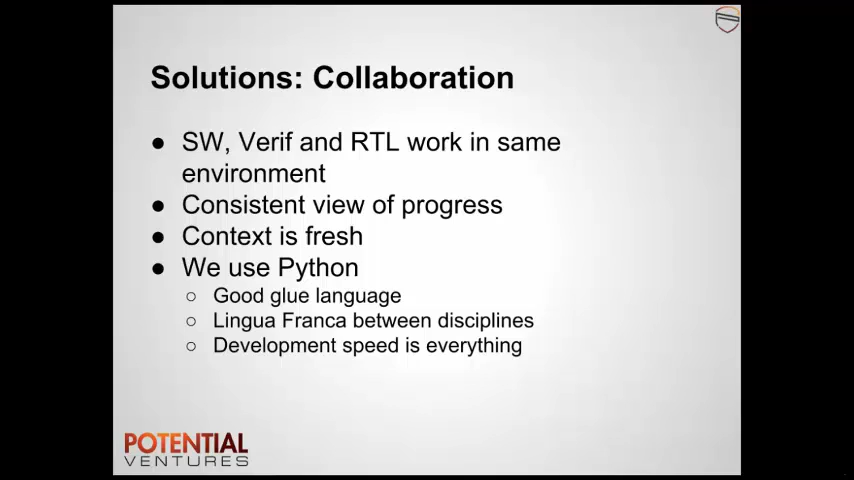 Solutions: Collaboration
● SW, Verif and RTL work in same
environment
● Consistent view of progress
● Context is fresh
● We use Python
○ Good glue language
○ Lingua Franca between disciplines
○ Development speed is everything
POTENTIAL
VENTURES